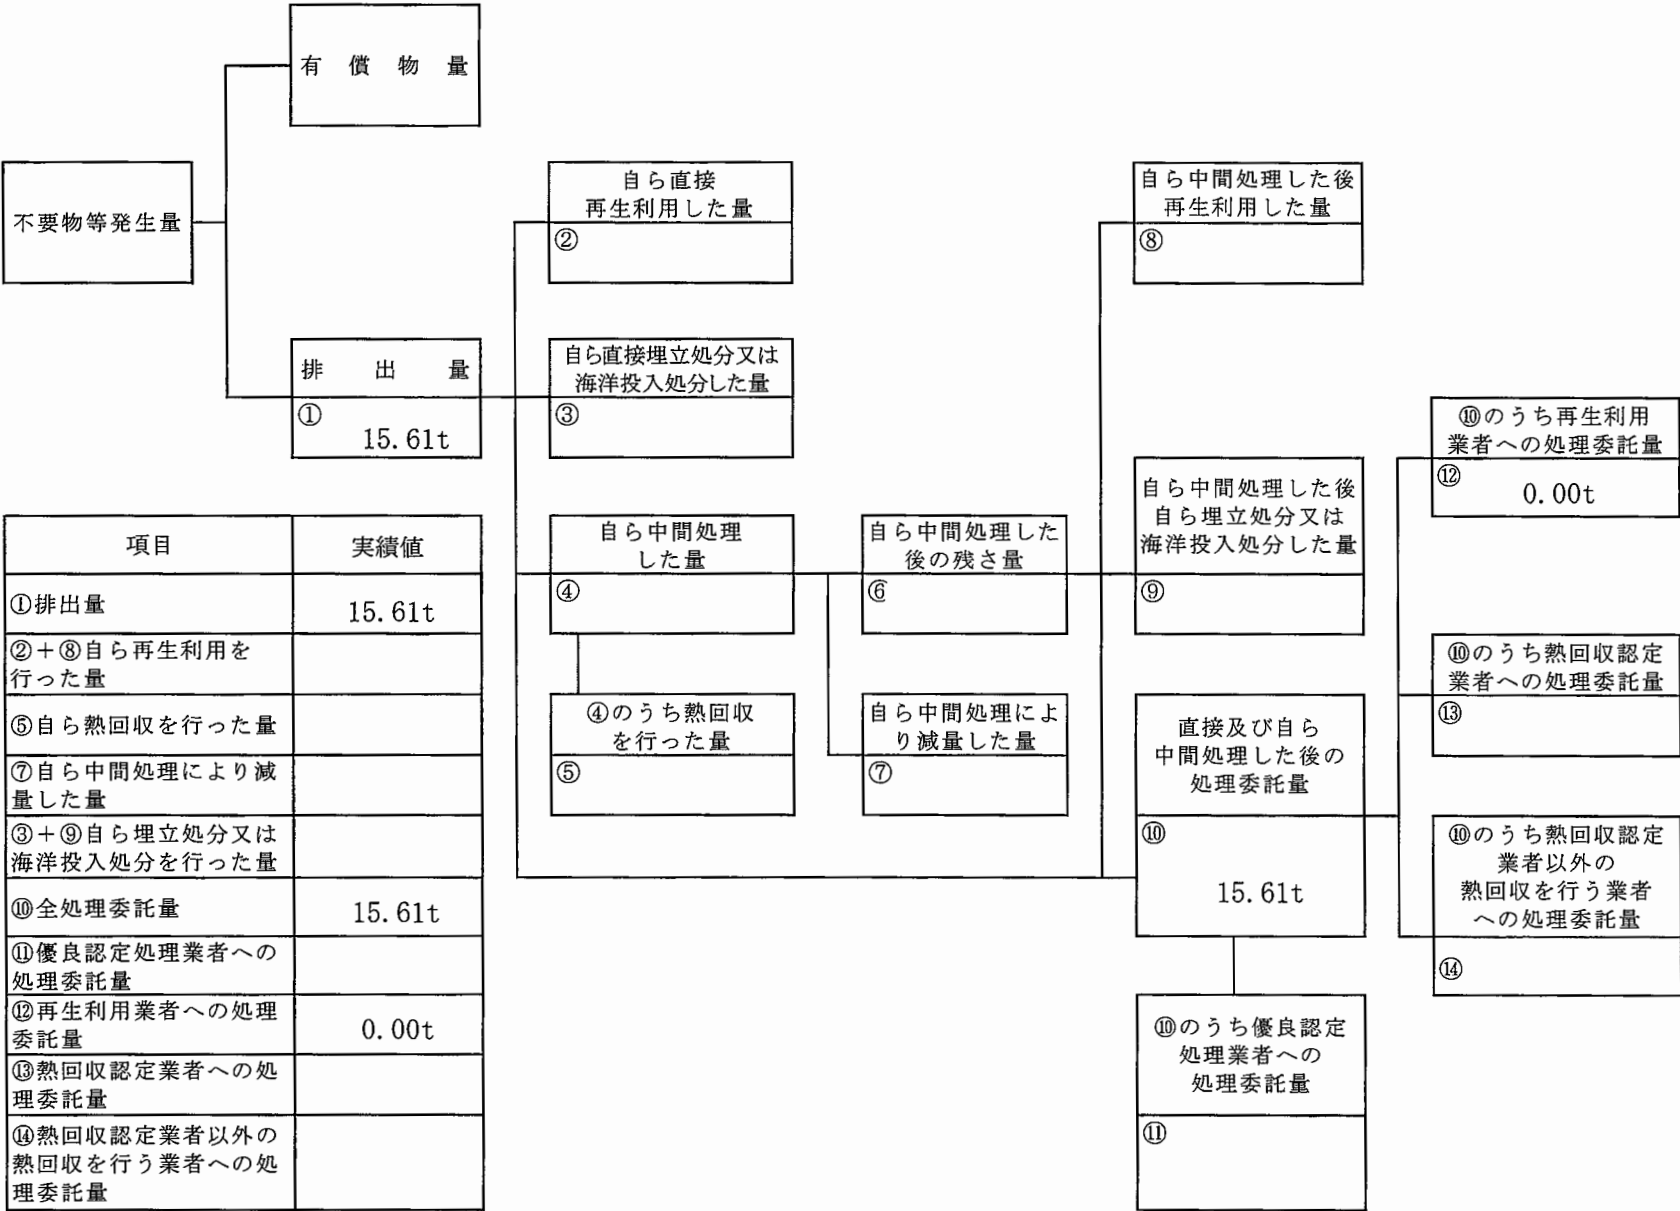 有償物量
不要物等発生量
排出量
①
15.61t
自ら直接
再生利用した量
②
自ら直接埋立処分又は
海洋投入処分した量
③
自ら中間処理
した量
④
④のうち熱回収
を行った量
⑤
自ら中間処理した
後の残さ量
⑥
自ら中間処理によ
り減量した量
⑦
自ら中間処理した後
再生利用した量
⑧
自ら中間処理した後
自ら埋立処分又は
海洋投入処分した量
⑨
直接及び自ら
中間処理した後の
処理委託量
⑩
15.61t
⑩のうち優良認定
処理業者への
処理委託量
⑪
⑩のうち再生利用
業者への処理委託量
⑫
0.00t
⑩のうち熱回収認定
業者への処理委託量
⑬
⑩のうち熱回収認定
業者以外の
熱回収を行う業者
への処理委託量
⑭
項目 実績値
①排出量 15.61t
②+⑧自ら再生利用を
行った量
⑤自ら熱回収を行った量
⑦自ら中間処理により減
量した量
③+⑨自ら埋立処分又は
海洋投入処分を行った量
⑩全処理委託量 15.61t
⑪優良認定処理業者への
処理委託量
⑫再生利用業者への処理
委託量 0.00t
⑬熱回収認定業者への処
理委託量
⑭熱回収認定業者以外の
熱回収を行う業者への処
理委託量